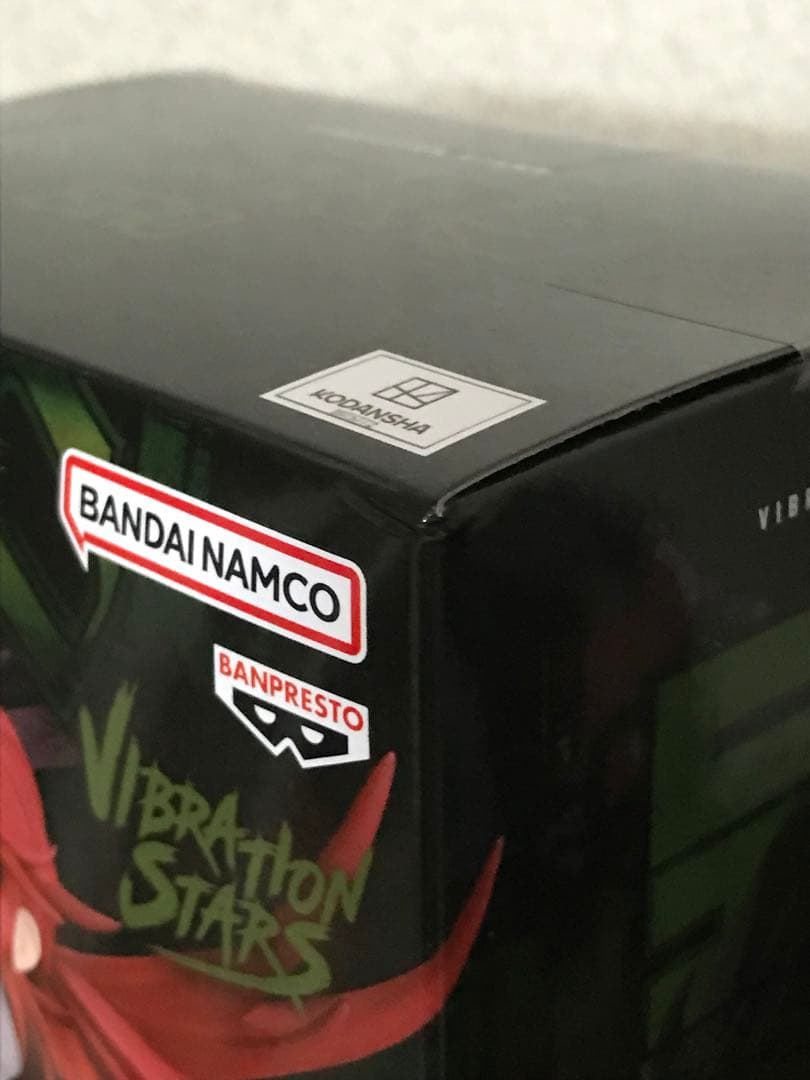 KODANSHA
BANDAI NAMCO
BANPRESTO
VIBRATION
STARS
VIB